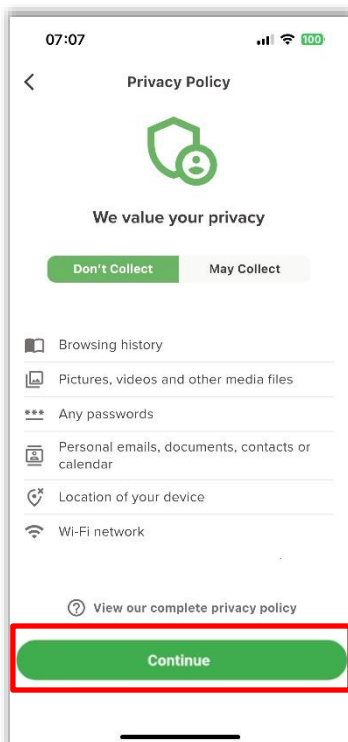 07:07
100
Privacy Policy
We value your privacy
Don't Collect
May Collect
Browsing history
Pictures, videos and other media files
Any passwords
Personal emails, documents, contacts or
calendar
Location of your device
Wi-Fi network
View our complete privacy policy
Continue